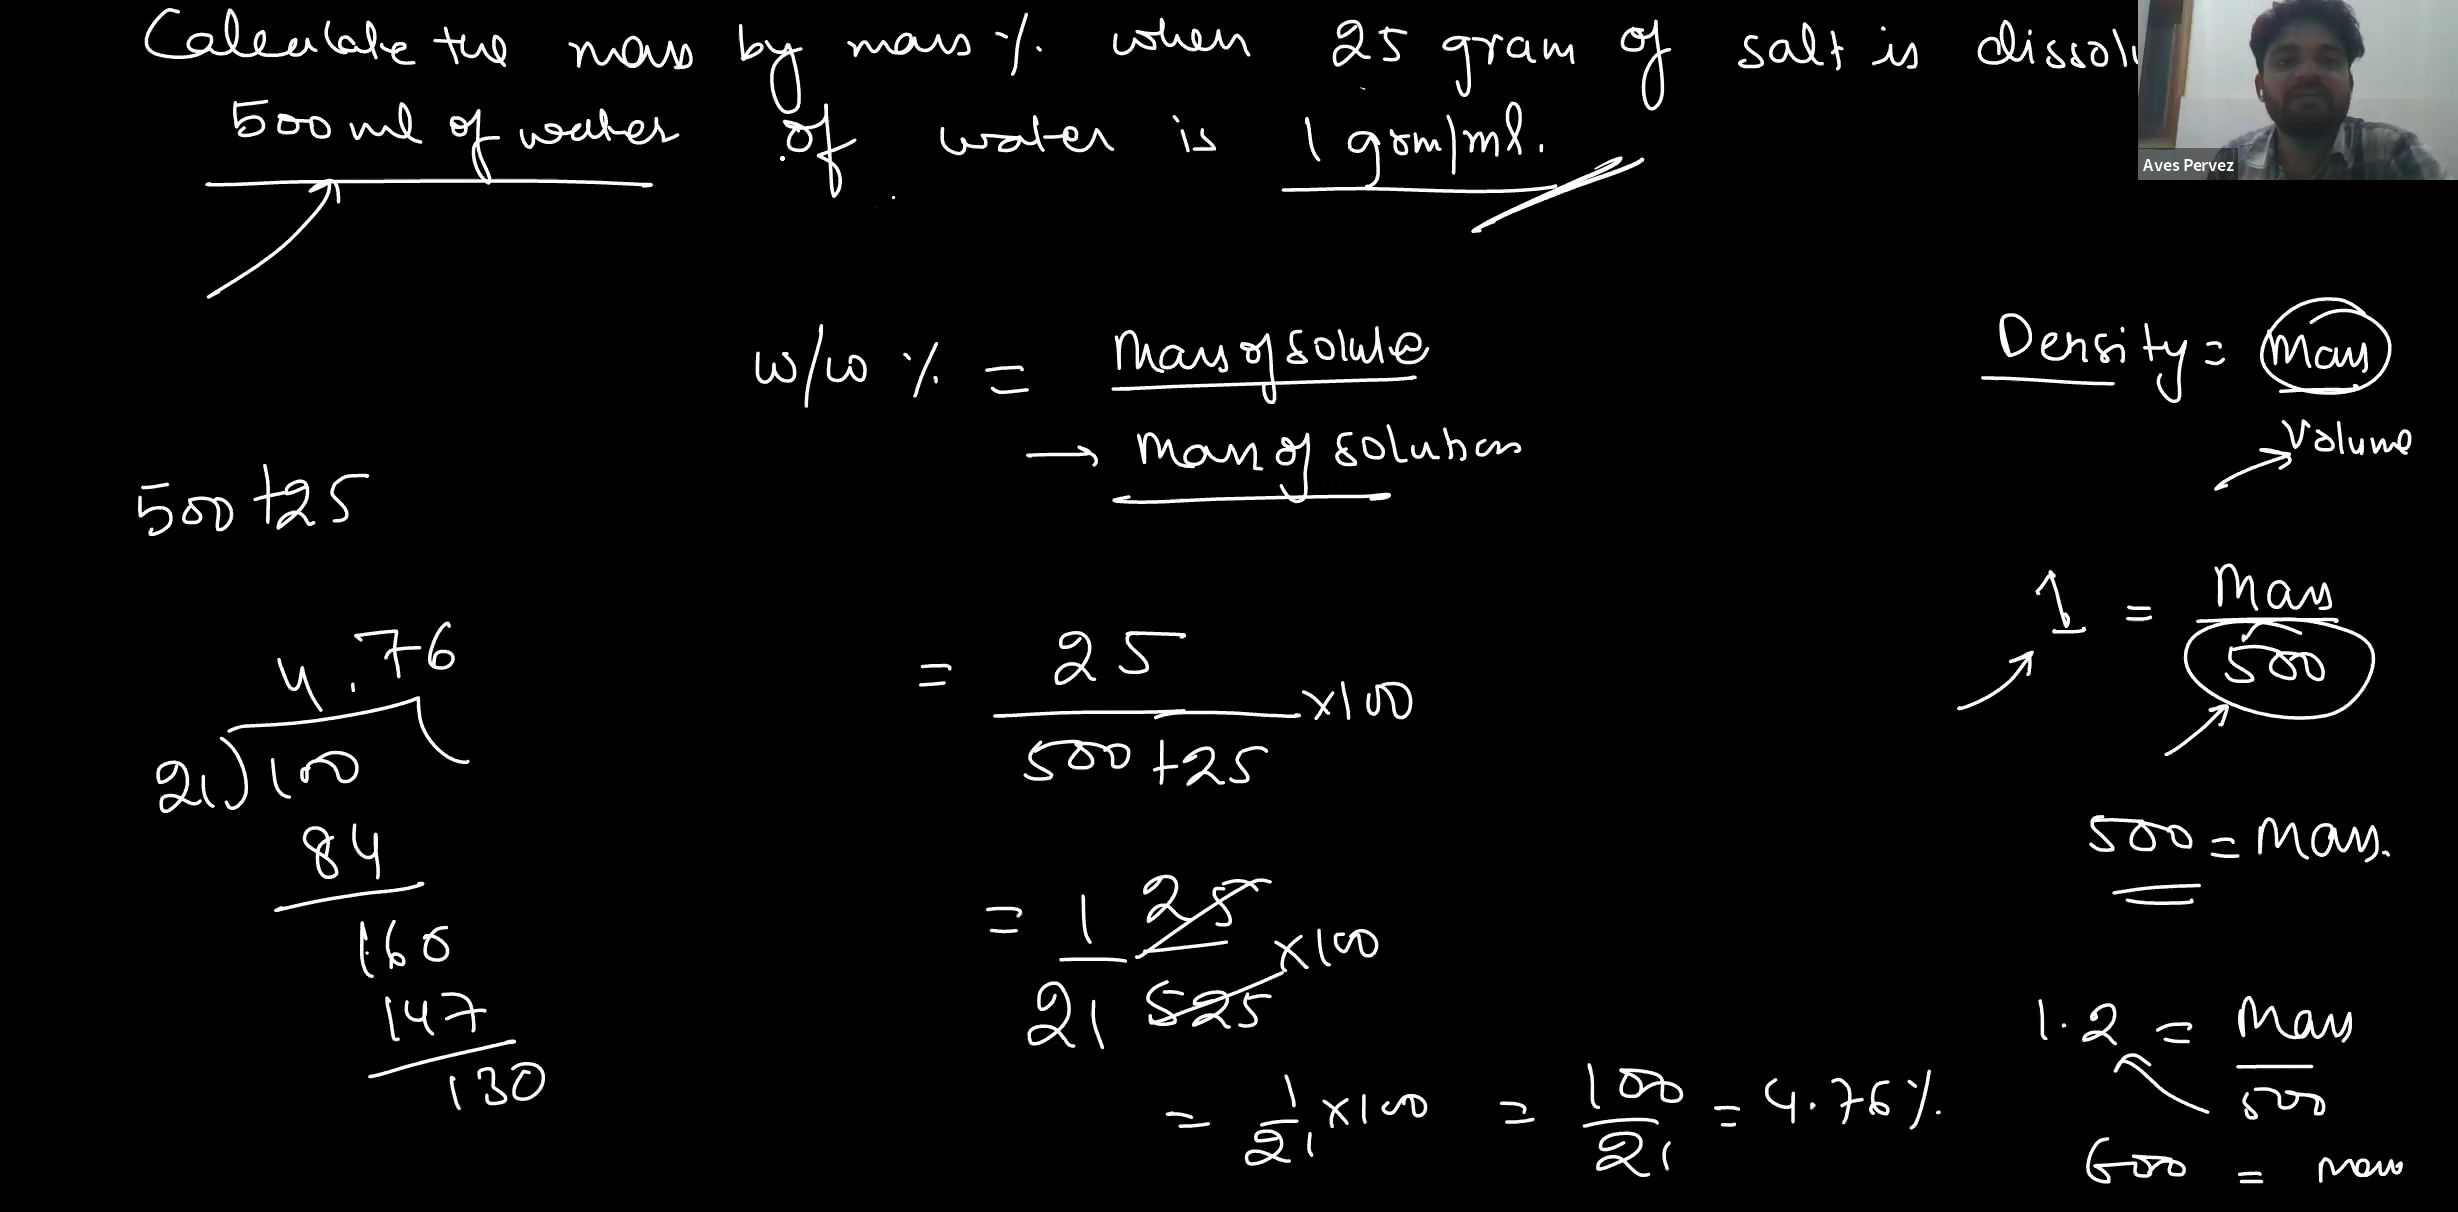 Calculate the mass by mass %. when 25 gram of salt is dissol
500 ml of water of water is 1 grm/ml.
Aves Pervez
w/w % = Mass of solute
→ Mass of solution
Density = Mass
Volume
500 + 25
1 = Mass
500
500 = Mass.
= 25
500 + 25 × 100
= 1 25
21 525 × 100
= 1/21 × 100 = 100/21 = 4.76 %.
4.76
21) 100
84
160
147
130
1.2 = Mass
500
600 = mass